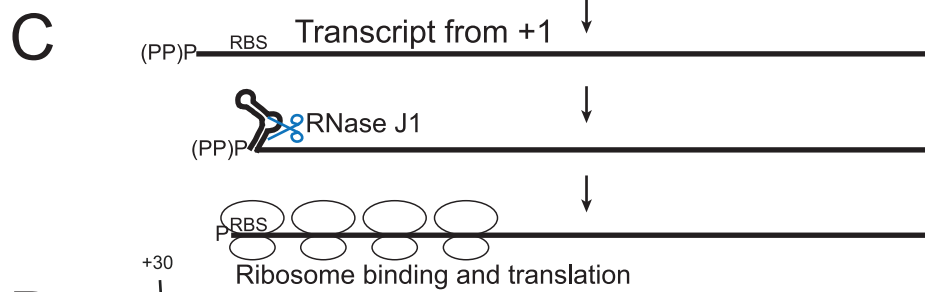 C
RBS Transcript from +1
(PP)P
RNase J1
(PP)P
RBS
P
Ribosome binding and translation
+30